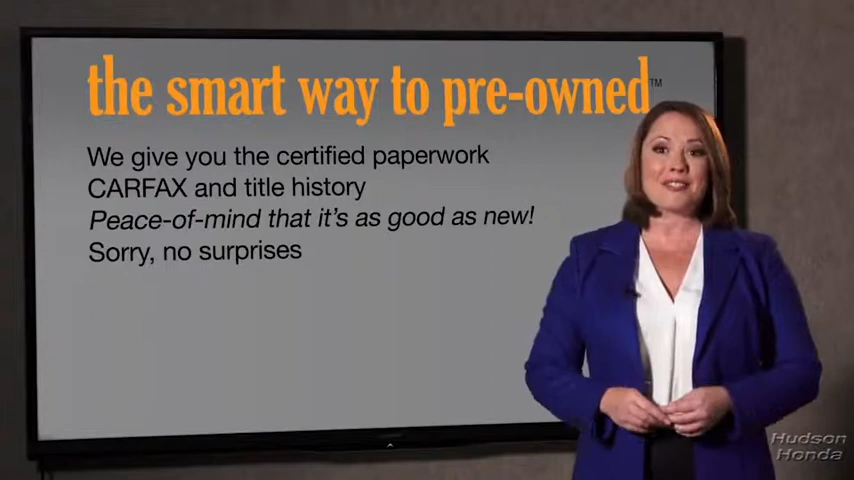 the smart way to pre-owned™
We give you the certified paperwork
CARFAX and title history
Peace-of-mind that it's as good as new!
Sorry, no surprises
Hudson
Honda